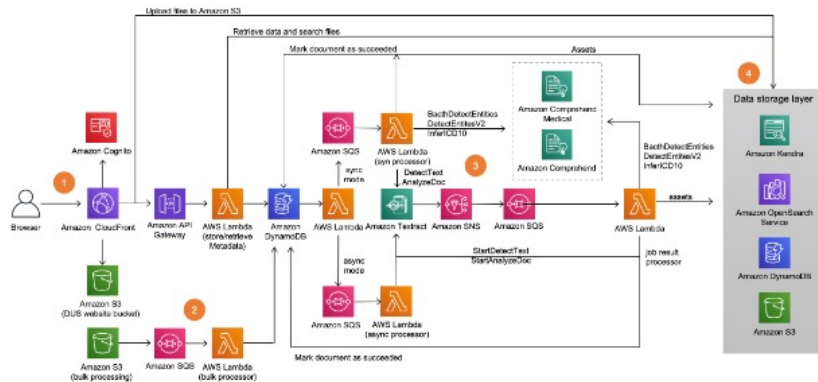 Upload files to Amazon S3
Retrieve data and search files
Mark document as succeeded
Assets
4
Data storage layer
Amazon Kendra
Amazon OpenSearch
Service
Amazon DynamoDB
Amazon S3
Amazon Cognito
1
Browser
Amazon CloudFront
Amazon API
Gateway
AWS Lambda
(store/retrieve
Metadata)
Amazon
DynamoDB
AWS Lambda
sync
mode
async
mode
Amazon SQS
AWS Lambda
(syn processor)
BacthDetectEntities
DetectEntitesV2
InferICD10
Amazon Comprehend
Medical
Amazon Comprehend
DetectText
AnalyzeDoc
3
Amazon Textract
Amazon SNS
Amazon SQS
AWS Lambda
BacthDetectEntities
DetectEntitesV2
InferICD10
assets
StartDetectText
StartAnalyzeDoc
job result
processor
Amazon SQS
AWS Lambda
(async processor)
Amazon S3
(DUS website bucket)
2
Amazon S3
(bulk processing)
Amazon SQS
AWS Lambda
(bulk processor)
Mark document as succeeded